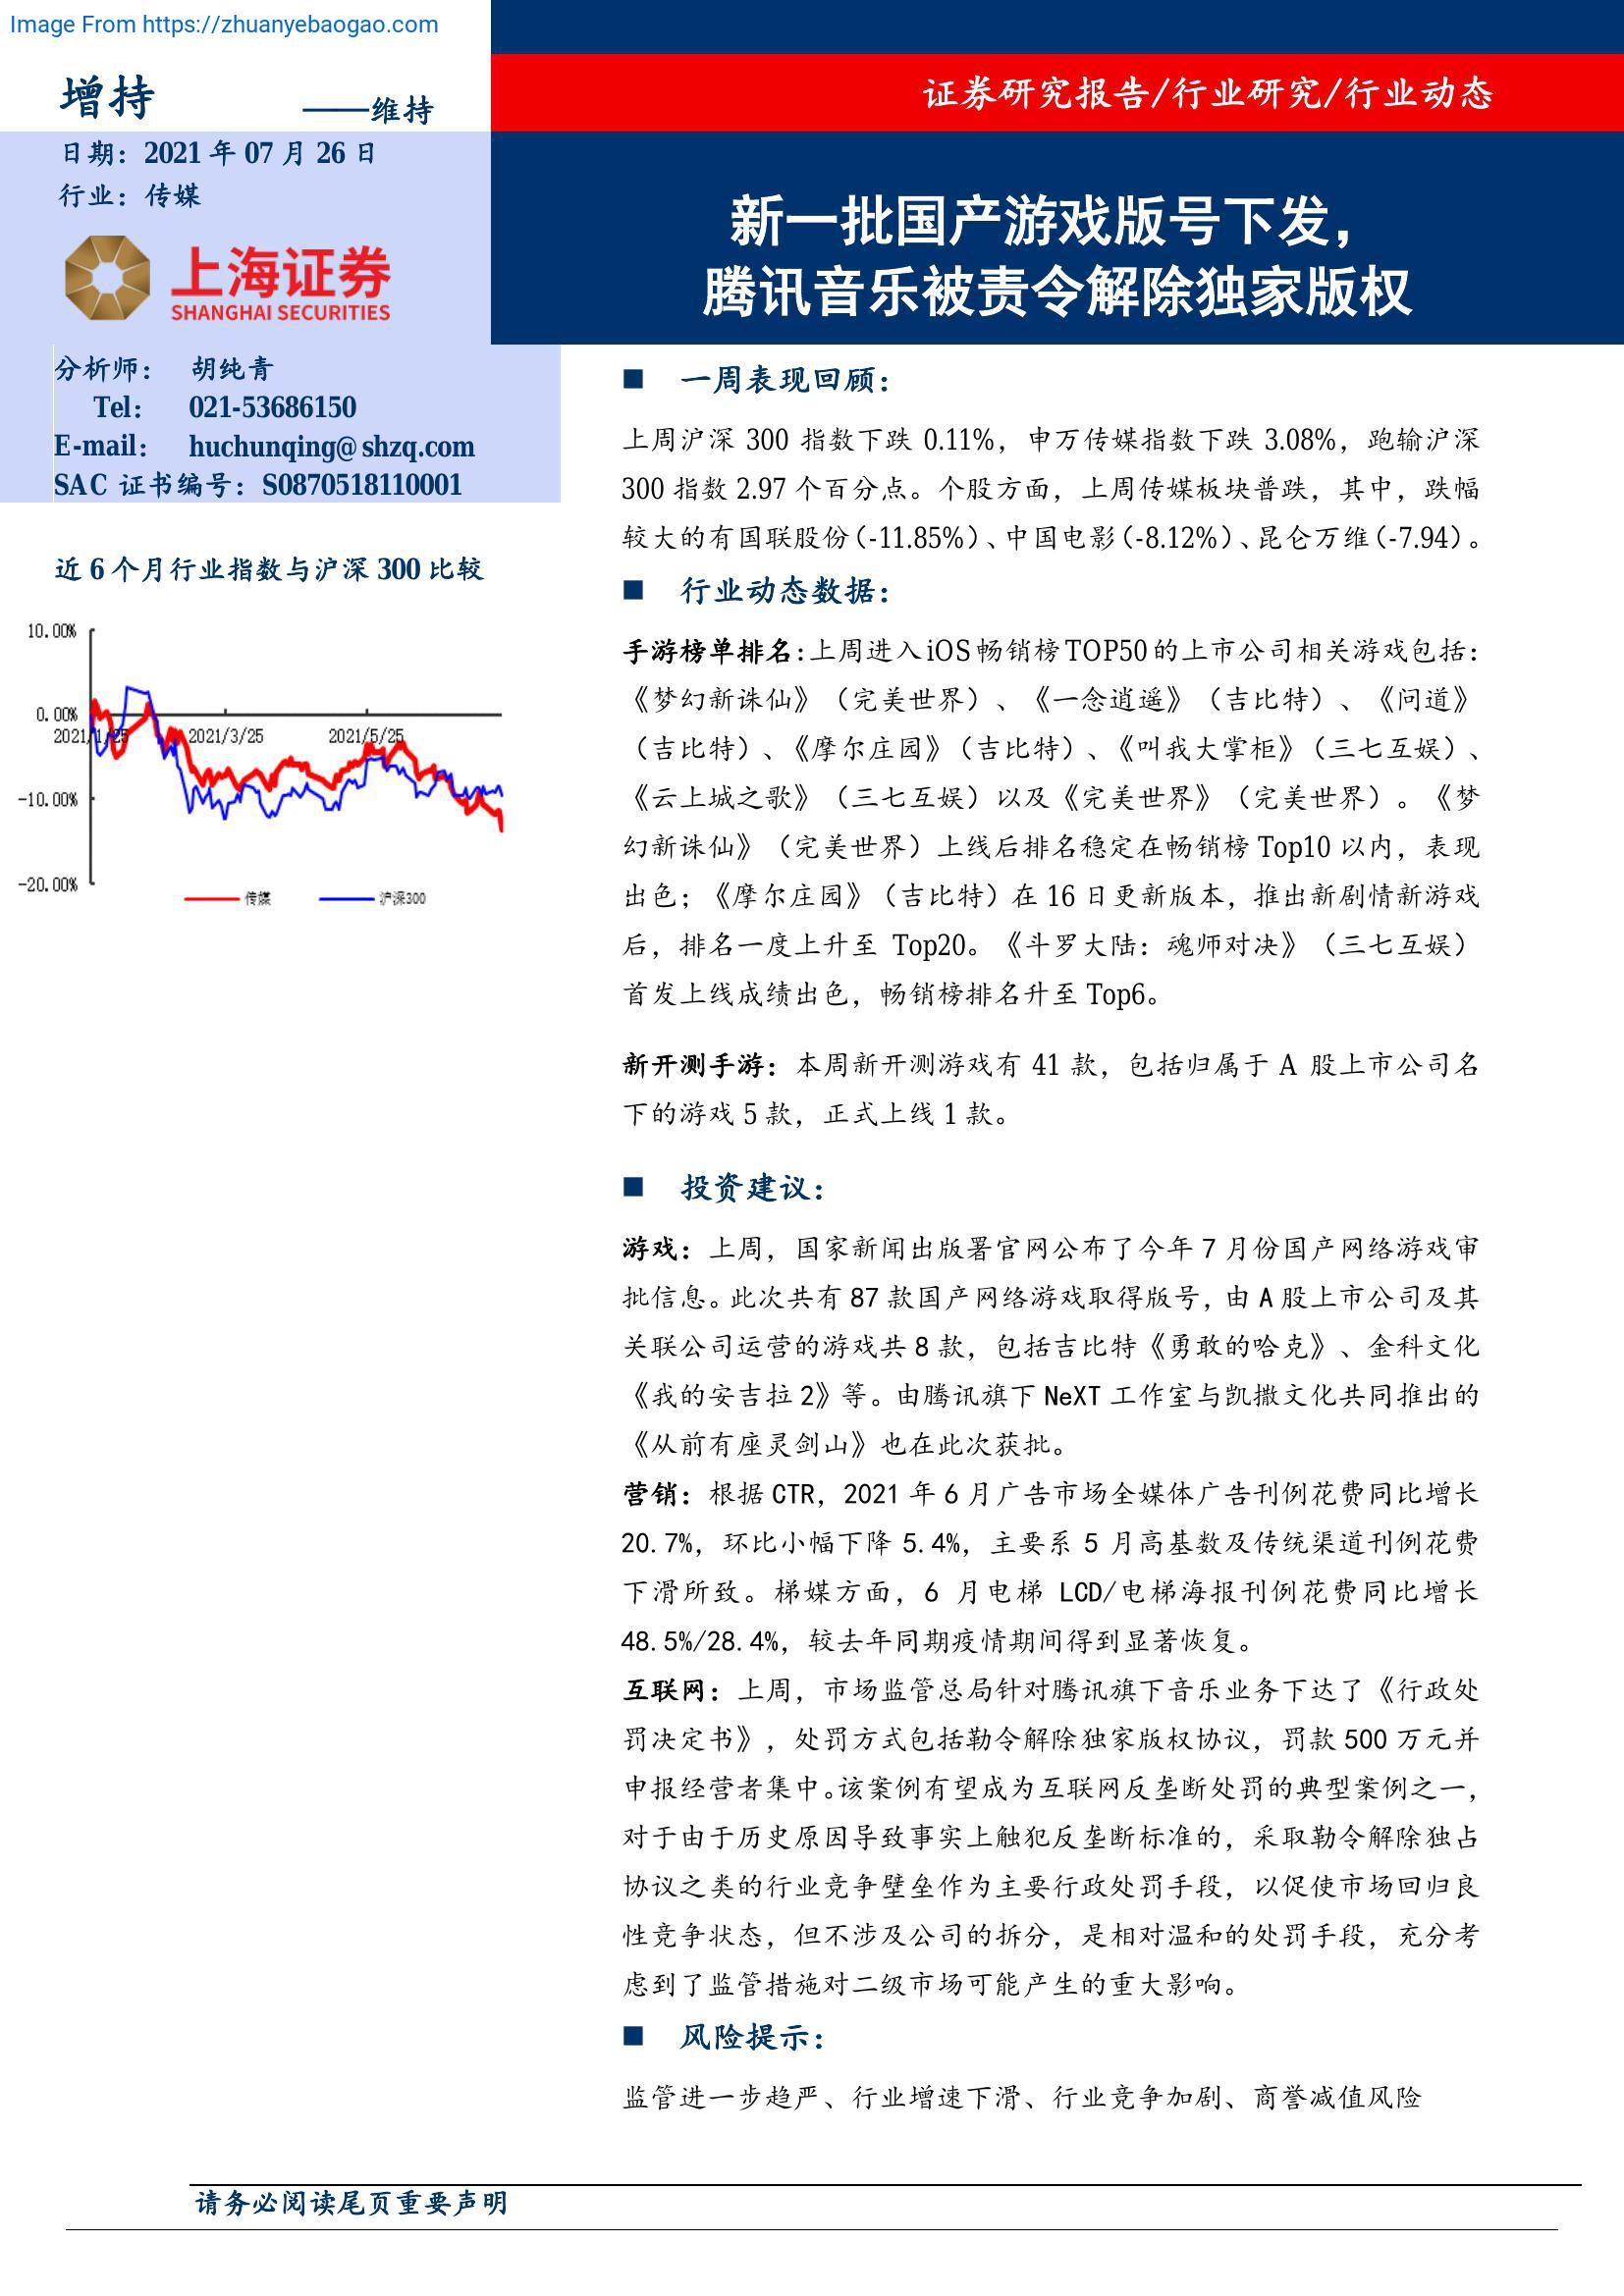 Image From https://zhuanyebaogao.com
增持 ——维持
证券研究报告/行业研究/行业动态
日期：2021 年 07 月 26 日
行业：传媒
上海证券
SHANGHAI SECURITIES
新一批国产游戏版号下发，
腾讯音乐被责令解除独家版权
分析师： 胡纯青
Tel： 021-53686150
E-mail： huchunqing@shzq.com
SAC 证书编号：S0870518110001
近 6 个月行业指数与沪深 300 比较
10.00%
0.00%
2021/1/25 2021/3/25 2021/5/25
-10.00%
-20.00%
传媒 沪深300
■ 一周表现回顾：
上周沪深 300 指数下跌 0.11%，申万传媒指数下跌 3.08%，跑输沪深
300 指数 2.97 个百分点。个股方面，上周传媒板块普跌，其中，跌幅
较大的有国联股份（-11.85%）、中国电影（-8.12%）、昆仑万维（-7.94）。
■ 行业动态数据：
手游榜单排名：上周进入 iOS 畅销榜 TOP50 的上市公司相关游戏包括：
《梦幻新诛仙》（完美世界）、《一念逍遥》（吉比特）、《问道》
（吉比特）、《摩尔庄园》（吉比特）、《叫我大掌柜》（三七互娱）、
《云上城之歌》（三七互娱）以及《完美世界》（完美世界）。《梦
幻新诛仙》（完美世界）上线后排名稳定在畅销榜 Top10 以内，表现
出色；《摩尔庄园》（吉比特）在 16 日更新版本，推出新剧情新游戏
后，排名一度上升至 Top20。《斗罗大陆：魂师对决》（三七互娱）
首发上线成绩出色，畅销榜排名升至 Top6。
新开测手游：本周新开测游戏有 41 款，包括归属于 A 股上市公司名
下的游戏 5 款，正式上线 1 款。
■ 投资建议：
游戏：上周，国家新闻出版署官网公布了今年 7 月份国产网络游戏审
批信息。此次共有 87 款国产网络游戏取得版号，由 A 股上市公司及其
关联公司运营的游戏共 8 款，包括吉比特《勇敢的哈克》、金科文化
《我的安吉拉 2》等。由腾讯旗下 NeXT 工作室与凯撒文化共同推出的
《从前有座灵剑山》也在此次获批。
营销：根据 CTR，2021 年 6 月广告市场全媒体广告刊例花费同比增长
20.7%，环比小幅下降 5.4%，主要系 5 月高基数及传统渠道刊例花费
下滑所致。梯媒方面，6 月电梯 LCD/电梯海报刊例花费同比增长
48.5%/28.4%，较去年同期疫情期间得到显著恢复。
互联网：上周，市场监管总局针对腾讯旗下音乐业务下达了《行政处
罚决定书》，处罚方式包括勒令解除独家版权协议，罚款 500 万元并
申报经营者集中。该案例有望成为互联网反垄断处罚的典型案例之一，
对于由于历史原因导致事实上触犯反垄断标准的，采取勒令解除独占
协议之类的行业竞争壁垒作为主要行政处罚手段，以促使市场回归良
性竞争状态，但不涉及公司的拆分，是相对温和的处罚手段，充分考
虑到了监管措施对二级市场可能产生的重大影响。
■ 风险提示：
监管进一步趋严、行业增速下滑、行业竞争加剧、商誉减值风险
请务必阅读尾页重要声明